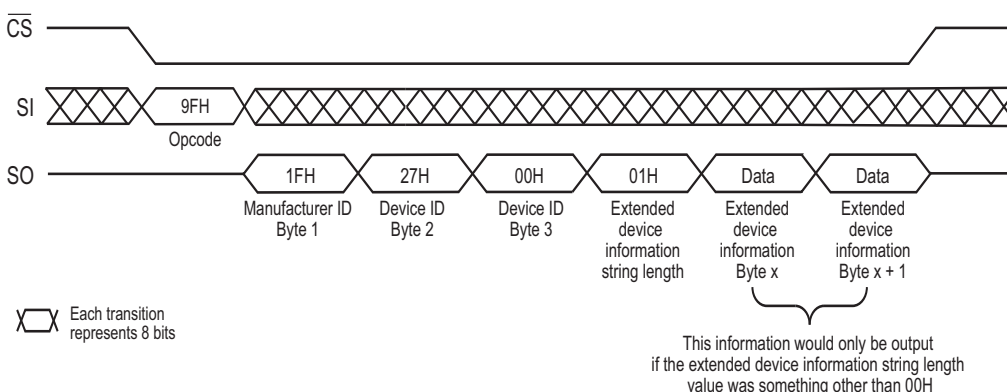 CS
SI
9FH
Opcode
SO
1FH
27H
00H
01H
Data
Data
Manufacturer ID
Byte 1
Device ID
Byte 2
Device ID
Byte 3
Extended
device
information
string length
Extended
device
information
Byte x
Extended
device
information
Byte x + 1
Each transition
represents 8 bits
This information would only be output
if the extended device information string length
value was something other than 00H